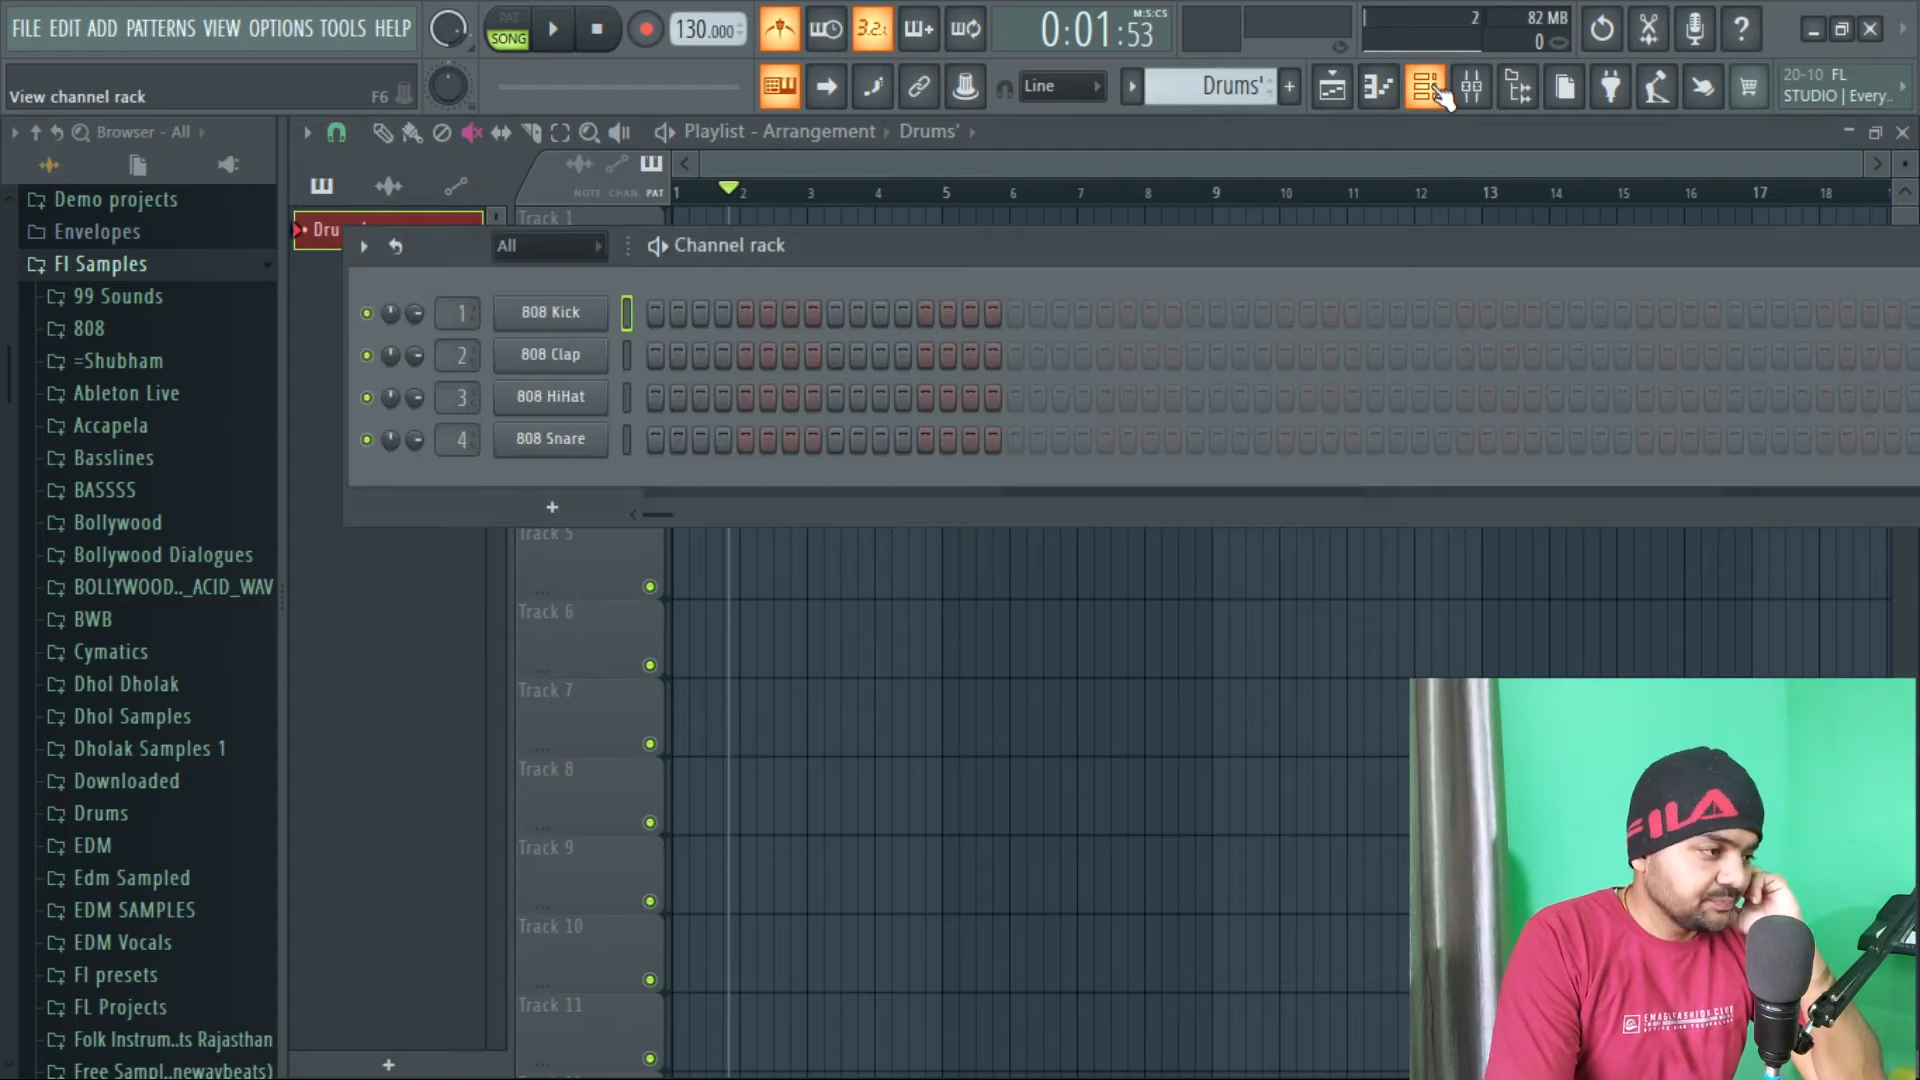 FILE EDIT ADD PATTERNS VIEW OPTIONS TOOLS HELP
PAT
SONG
130.000
3.2.1
0:01:53
M:S:CS
2
82 MB
0
View channel rack
F6
Line
Drums'
20-10 FL
STUDIO | Every..
Browser - All
Playlist - Arrangement
Drums'
NOTE CHAN PAT
1 2 3 4 5 6 7 8 9 10 11 12 13 14 15 16 17 18
Demo projects
Envelopes
Fl Samples
99 Sounds
808
=Shubham
Ableton Live
Accapela
Basslines
BASSSS
Bollywood
Bollywood Dialogues
BOLLYWOOD.._ACID_WAV
BWB
Cymatics
Dhol Dholak
Dhol Samples
Dholak Samples 1
Downloaded
Drums
EDM
Edm Sampled
EDM SAMPLES
EDM Vocals
Fl presets
FL Projects
Folk Instrum..ts Rajasthan
Free Sampl..newavbeats)
Dru
Track 1
All
Channel rack
1 808 Kick
2 808 Clap
3 808 HiHat
4 808 Snare
Track 5
Track 6
Track 7
Track 8
Track 9
Track 10
Track 11
FILA